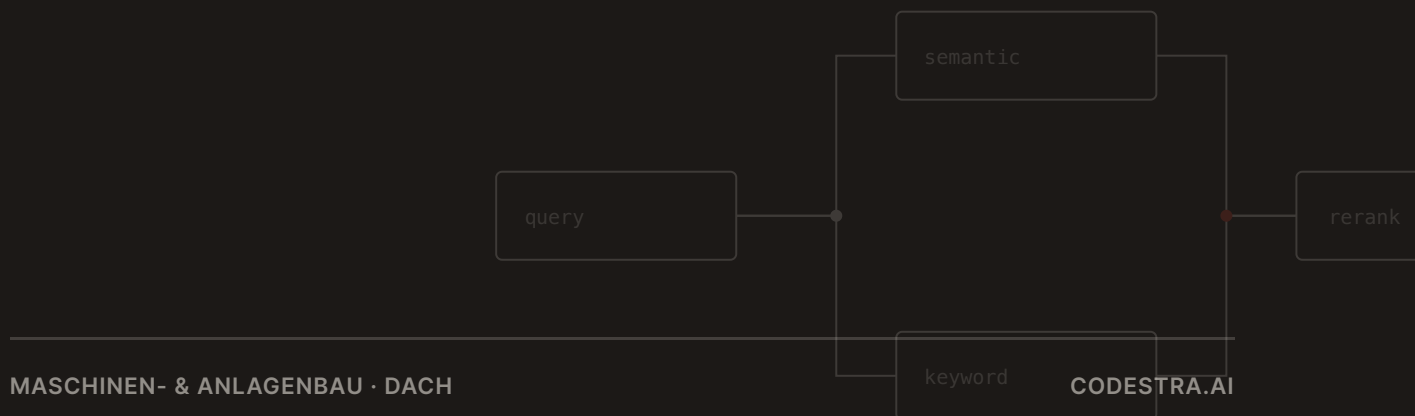 semantic
query
rerank
keyword
MASCHINEN- & ANLAGENBAU · DACH
CODESTRA.AI